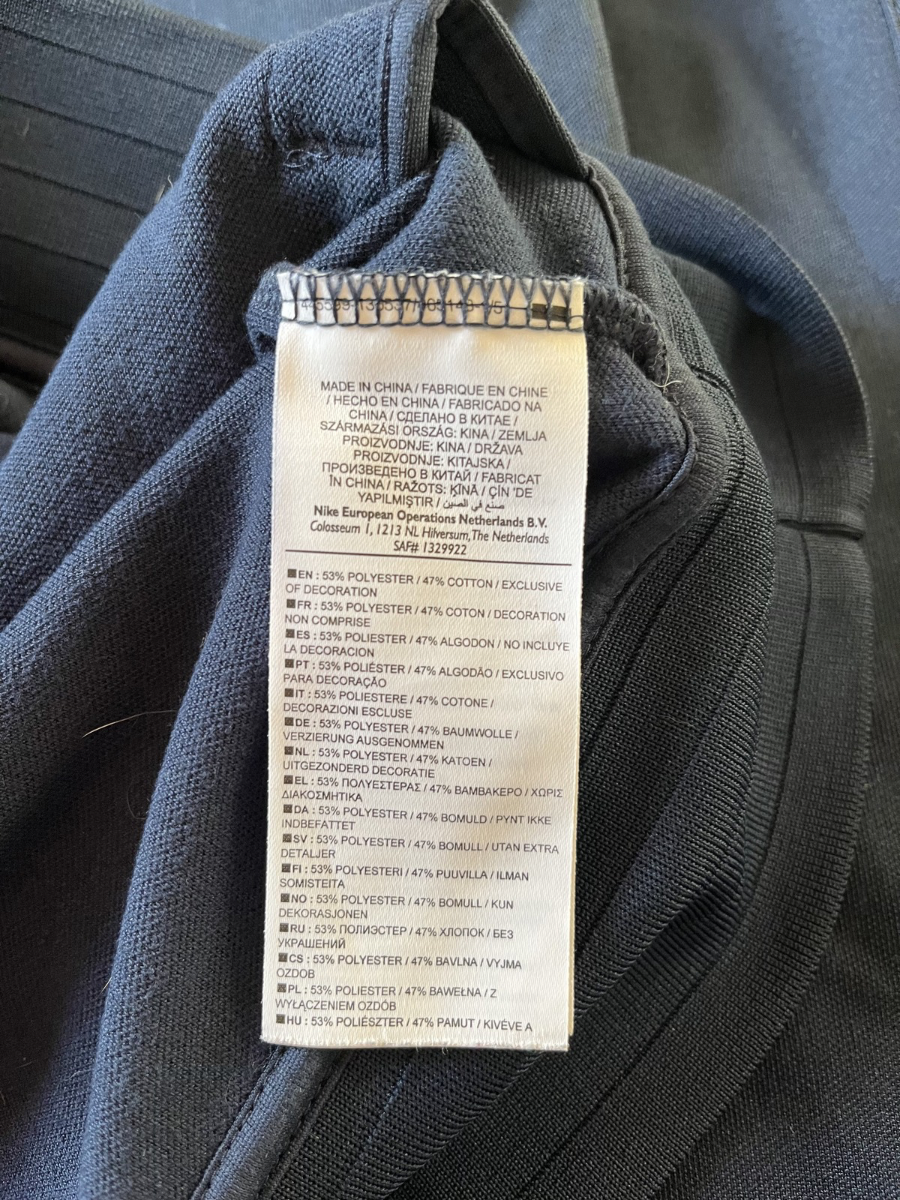 MADE IN CHINA / FABRIQUE EN CHINE
/ HECHO EN CHINA / FABRICADO NA
CHINA / СДЕЛАНО В КИТАЕ /
SZÁRMAZÁSI ORSZÁG: KINA / ZEMLJA
PROIZVODNJE: KINA / DRŽAVA
PROIZVODNJE: KITAJSKA /
ПРОИЗВЕДЕНО В КИТАЙ / FABRICAT
ÎN CHINA / RAŽOTS: ĶĪNĀ / ÇİN 'DE
YAPILMIŞTIR / صنع في الصين
Nike European Operations Netherlands B.V.
Colosseum 1, 1213 NL Hilversum, The Netherlands
SAF# 1329922
EN : 53% POLYESTER / 47% COTTON / EXCLUSIVE
OF DECORATION
FR : 53% POLYESTER / 47% COTON / DECORATION
NON COMPRISE
ES : 53% POLIESTER / 47% ALGODON / NO INCLUYE
LA DECORACION
PT : 53% POLIÉSTER / 47% ALGODÃO / EXCLUSIVO
PARA DECORAÇÃO
IT : 53% POLIESTERE / 47% COTONE /
DECORAZIONI ESCLUSE
DE : 53% POLYESTER / 47% BAUMWOLLE /
VERZIERUNG AUSGENOMMEN
NL : 53% POLYESTER / 47% KATOEN /
UITGEZONDERD DECORATIE
EL : 53% ΠΟΛΥΕΣΤΕΡΑΣ / 47% ΒΑΜΒΑΚΕΡΟ / ΧΩΡΙΣ
ΔΙΑΚΟΣΜΗΤΙΚΑ
DA : 53% POLYESTER / 47% BOMULD / PYNT IKKE
INDBEFATTET
SV : 53% POLYESTER / 47% BOMULL / UTAN EXTRA
DETALJER
FI : 53% POLYESTERI / 47% PUUVILLA / ILMAN
SOMISTEITA
NO : 53% POLYESTER / 47% BOMULL / KUN
DEKORASJONEN
RU : 53% ПОЛИЭСТЕР / 47% ХЛОПОК / БЕЗ
УКРАШЕНИЙ
CS : 53% POLYESTER / 47% BAVLNA / VYJMA
OZDOB
PL : 53% POLIESTER / 47% BAWEŁNA / Z
WYŁĄCZENIEM OZDÓB
HU : 53% POLIÉSZTER / 47% PAMUT / KIVÉVE A